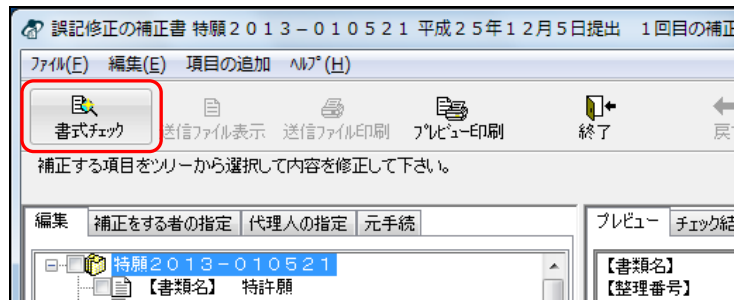 誤記修正の補正書 特願２０１３－０１０５２１ 平成２５年１２月５日提出 １回目の補正
ﾌｧｲﾙ(F) 編集(E) 項目の追加 ﾍﾙﾌﾟ(H)
書式ﾁｪｯｸ 送信ﾌｧｲﾙ表示 送信ﾌｧｲﾙ印刷 ﾌﾟﾚﾋﾞｭｰ印刷 終了 戻す
補正する項目をﾂﾘｰから選択して内容を修正して下さい。
編集 補正をする者の指定 代理人の指定 元手続 プレビュー チェック結
特願２０１３－０１０５２１ 【書類名】
【書類名】 特許願 【整理番号】